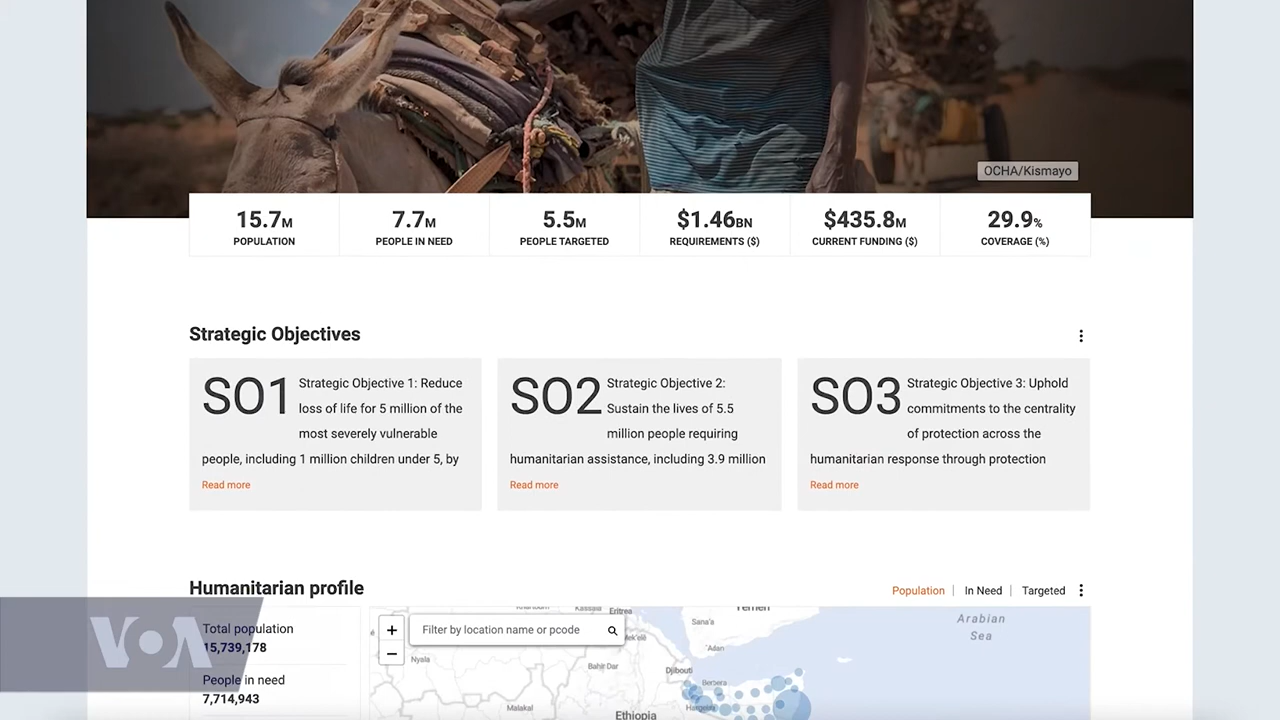 OCHA/Kismayo
15.7M
POPULATION
7.7M
PEOPLE IN NEED
5.5M
PEOPLE TARGETED
$1.46BN
REQUIREMENTS ($)
$435.8M
CURRENT FUNDING ($)
29.9%
COVERAGE (%)
Strategic Objectives
SO1
Strategic Objective 1: Reduce
loss of life for 5 million of the
most severely vulnerable
people, including 1 million children under 5, by
Read more
SO2
Strategic Objective 2:
Sustain the lives of 5.5
million people requiring
humanitarian assistance, including 3.9 million
Read more
SO3
Strategic Objective 3: Uphold
commitments to the centrality
of protection across the
humanitarian response through protection
Read more
Humanitarian profile
Population | In Need | Targeted
Total population
15,739,178
People in need
7,714,943
VOA
+
−
Filter by location name or pcode
Kassala
Eritrea
Yemen
Sana'a
'Adan
Arabian
Sea
Nyala
Bahir Dar
Djibouti
Berbera
Malakal
Hargeisa
Ethiopia